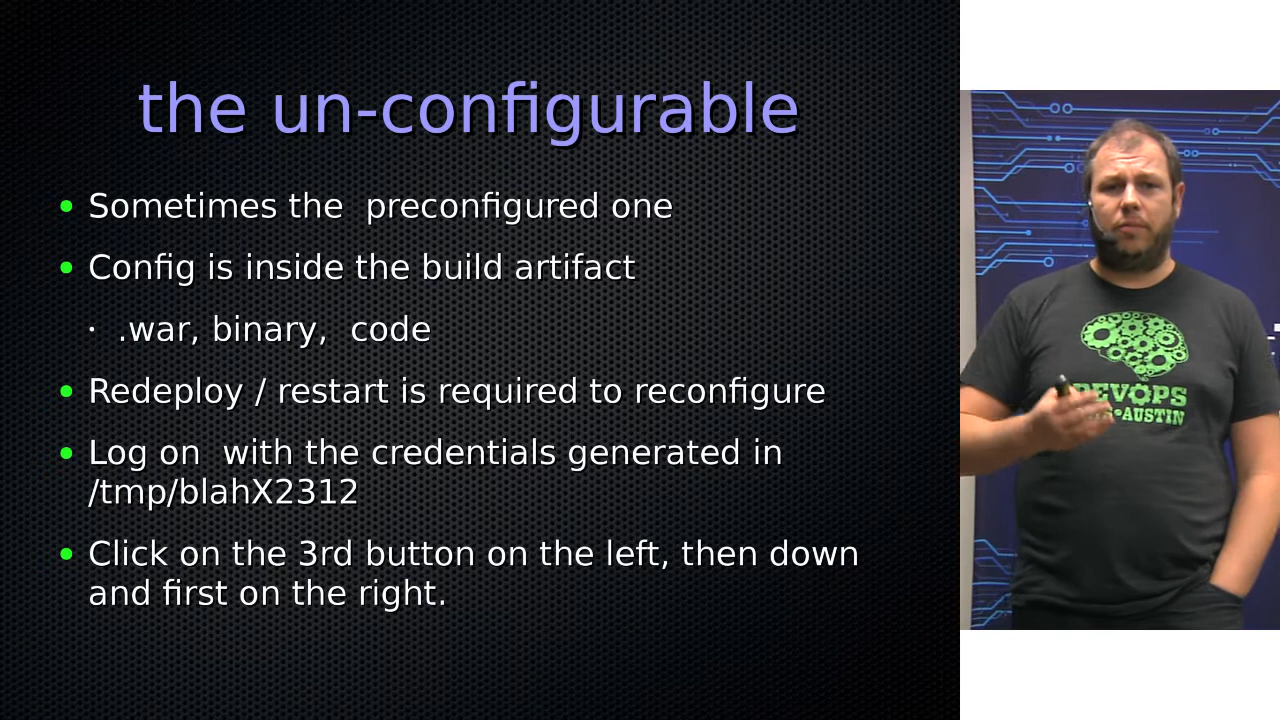 the un-configurable
Sometimes the preconfigured one
Config is inside the build artifact
.war, binary, code
Redeploy / restart is required to reconfigure
Log on with the credentials generated in
/tmp/blahX2312
Click on the 3rd button on the left, then down
and first on the right.
DEVOPS
AUSTIN